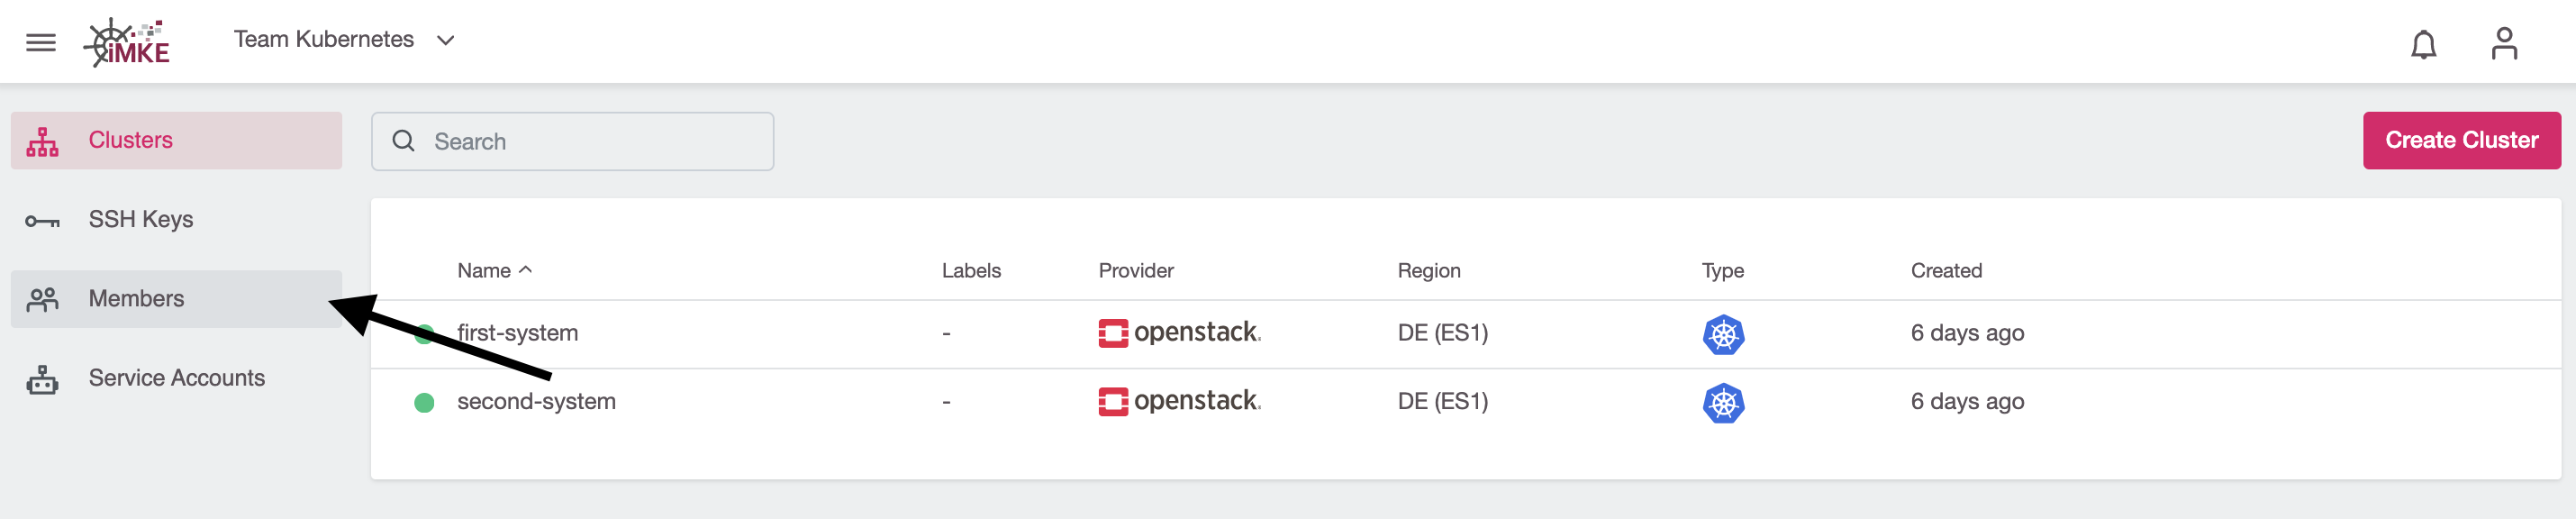 iMKE
Team Kubernetes
Clusters
SSH Keys
Members
Service Accounts
Search
Create Cluster
Name Labels Provider Region Type Created
first-system - openstack. DE (ES1) 6 days ago
second-system - openstack. DE (ES1) 6 days ago